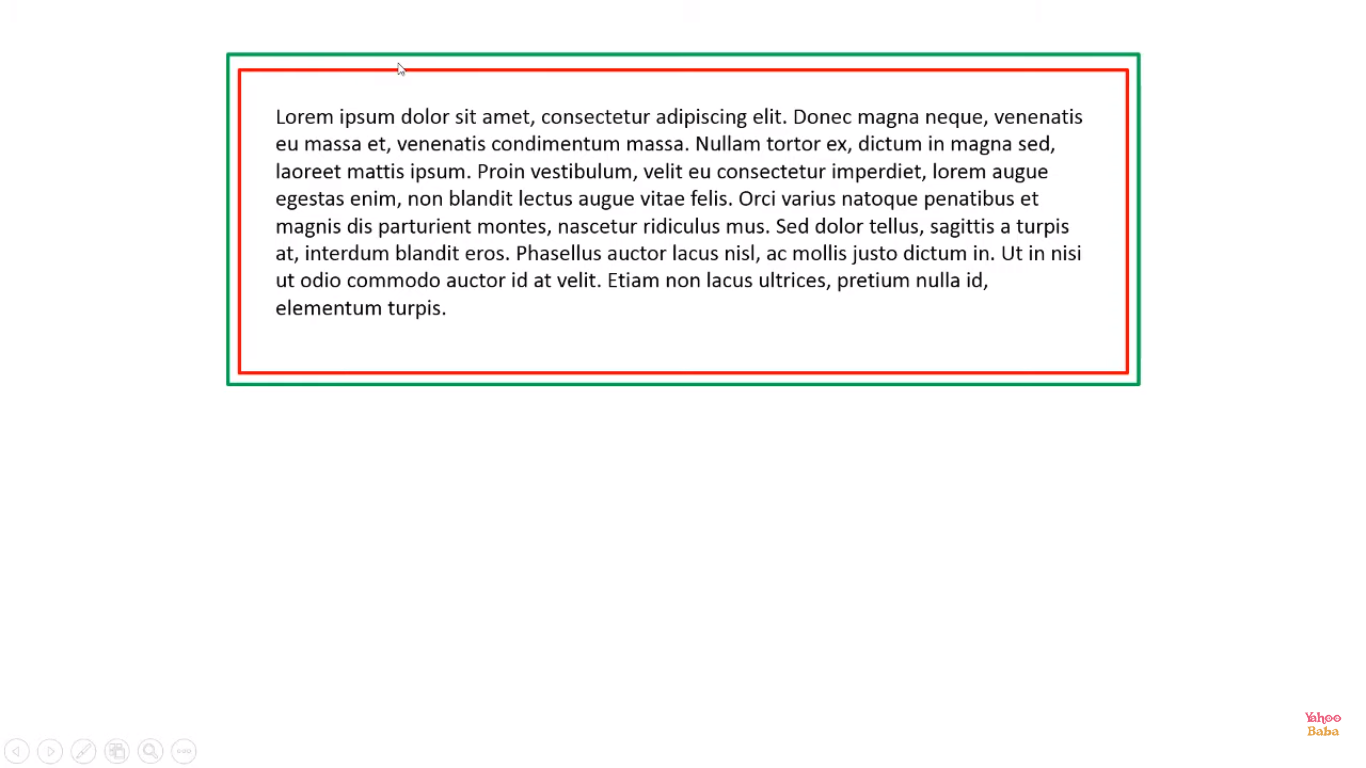 Lorem ipsum dolor sit amet, consectetur adipiscing elit. Donec magna neque, venenatis
eu massa et, venenatis condimentum massa. Nullam tortor ex, dictum in magna sed,
laoreet mattis ipsum. Proin vestibulum, velit eu consectetur imperdiet, lorem augue
egestas enim, non blandit lectus augue vitae felis. Orci varius natoque penatibus et
magnis dis parturient montes, nascetur ridiculus mus. Sed dolor tellus, sagittis a turpis
at, interdum blandit eros. Phasellus auctor lacus nisl, ac mollis justo dictum in. Ut in nisi
ut odio commodo auctor id at velit. Etiam non lacus ultrices, pretium nulla id,
elementum turpis.
Yahoo
Baba